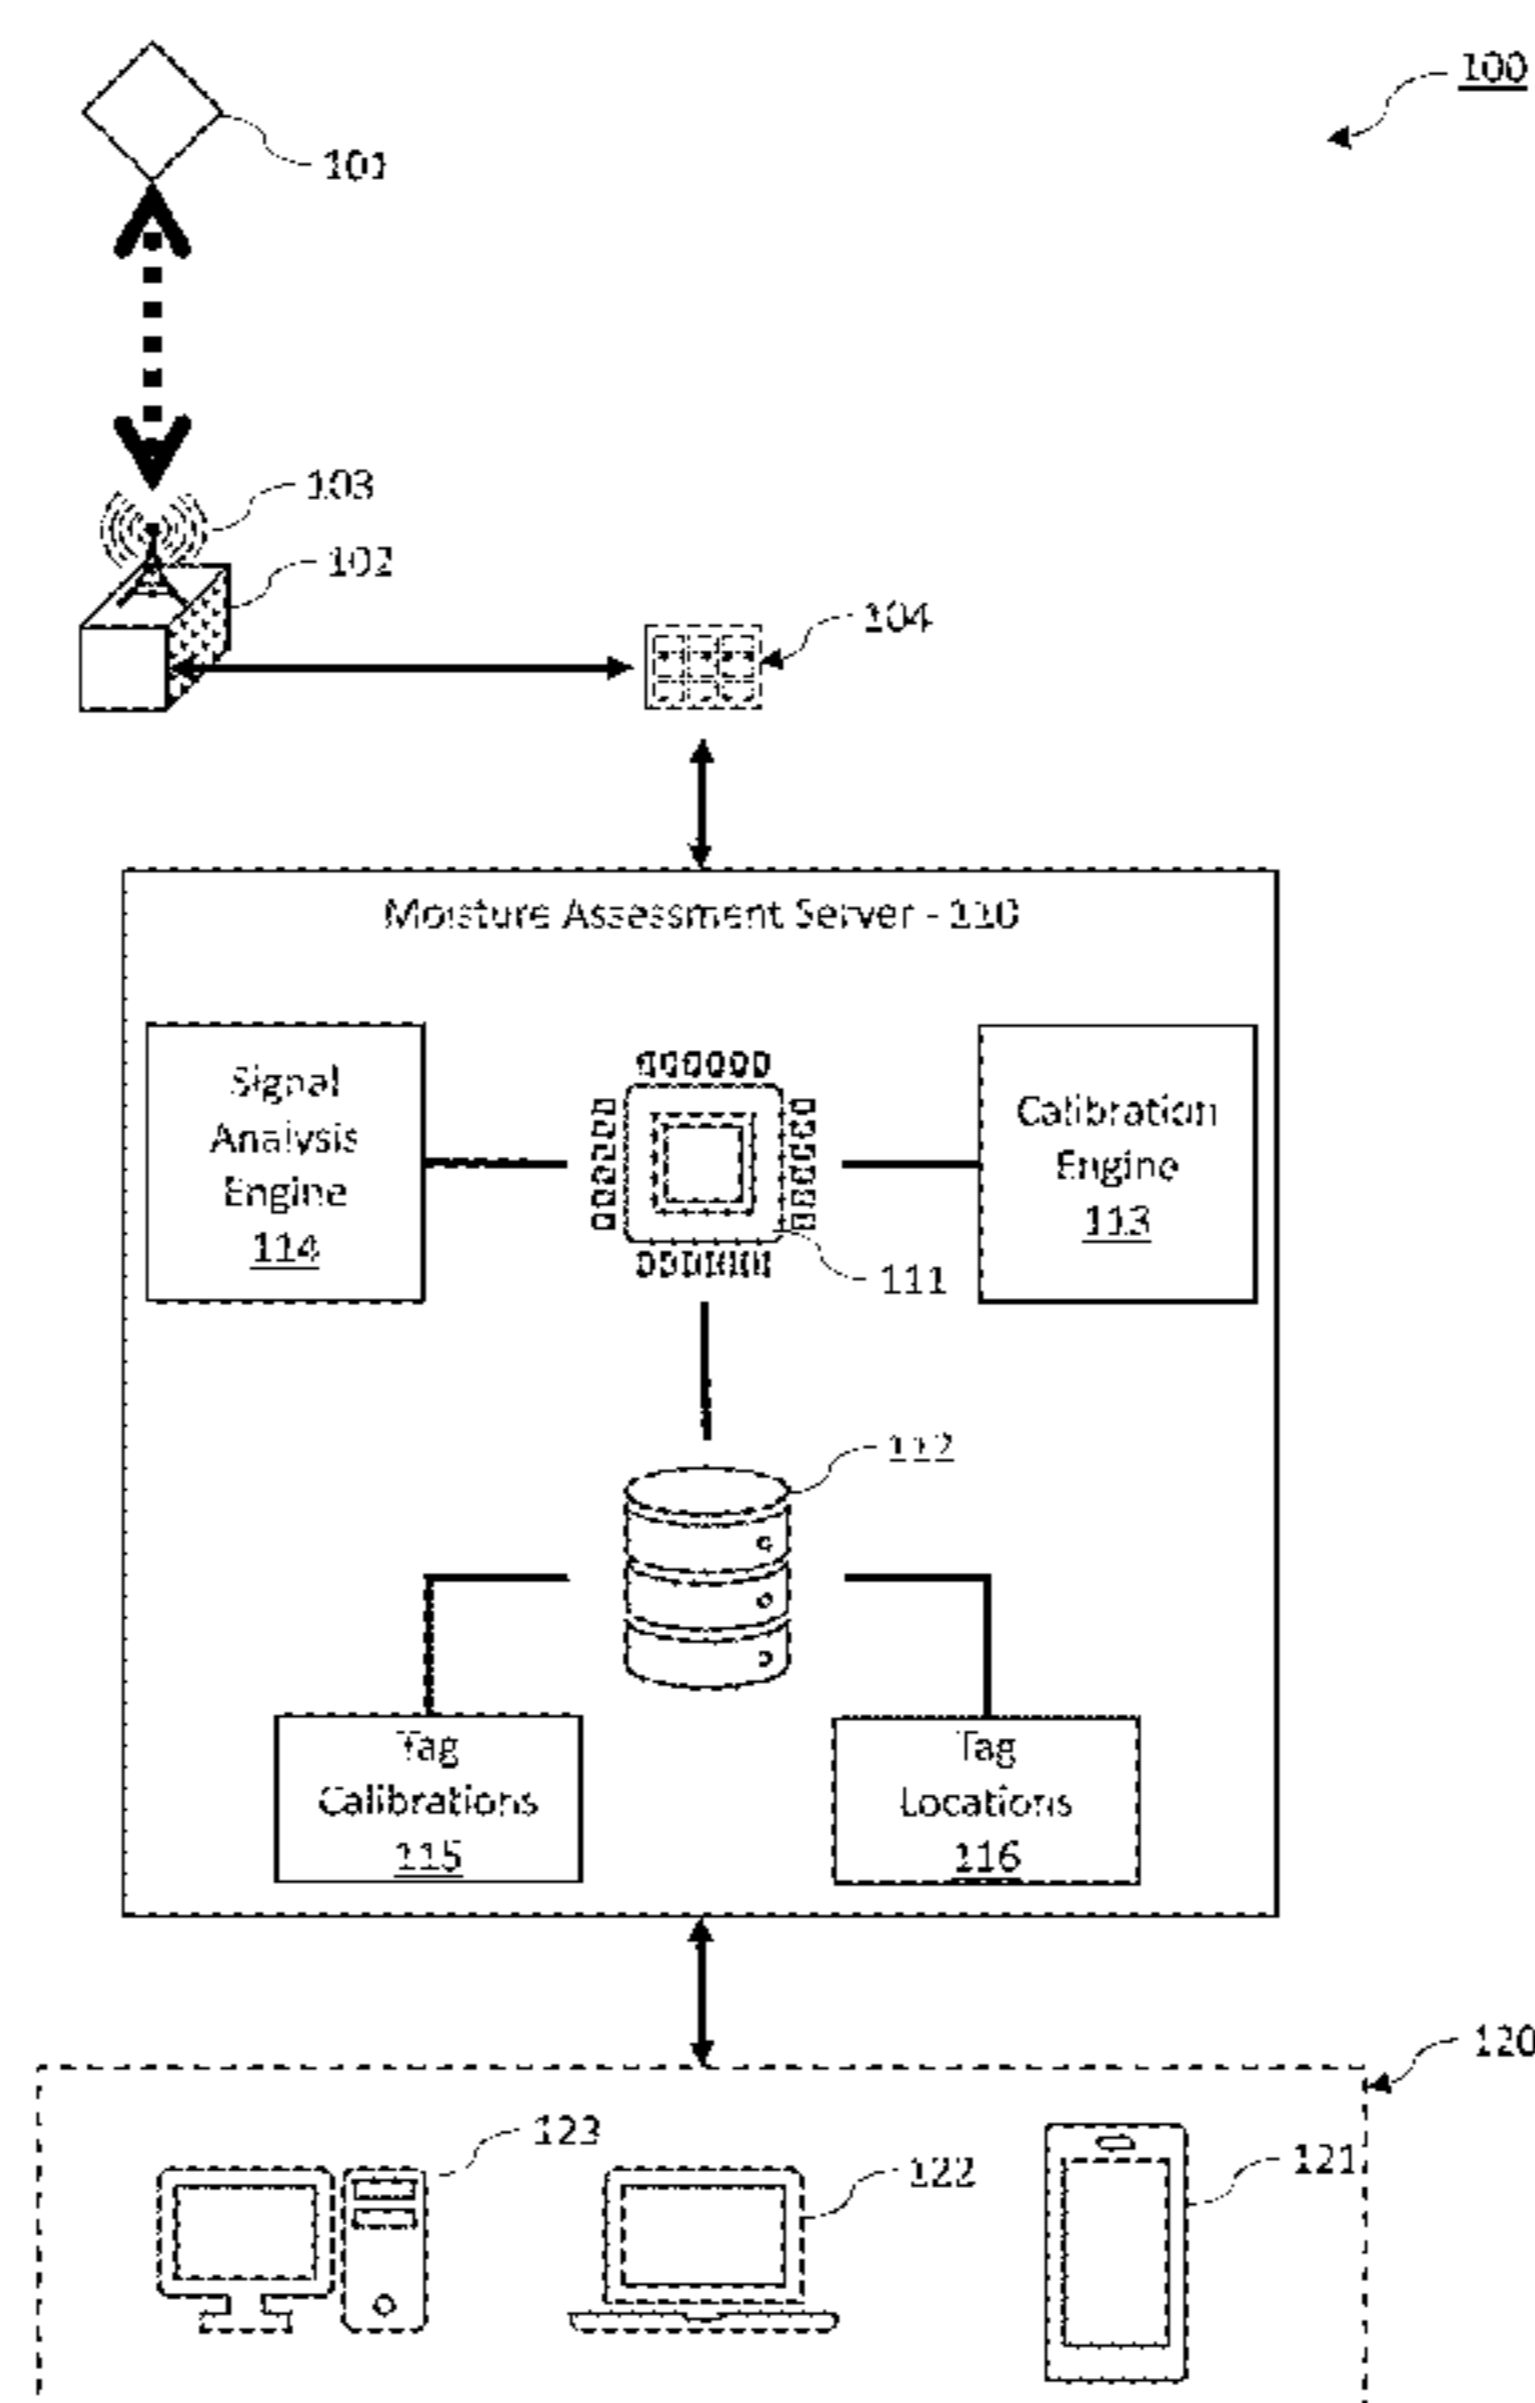 100
101
103
102
104
Moisture Assessment Server - 110
Signal
Analysis
Engine
114
Calibration
Engine
113
111
112
Tag
Calibrations
115
Tag
Locations
116
120
123
122
121